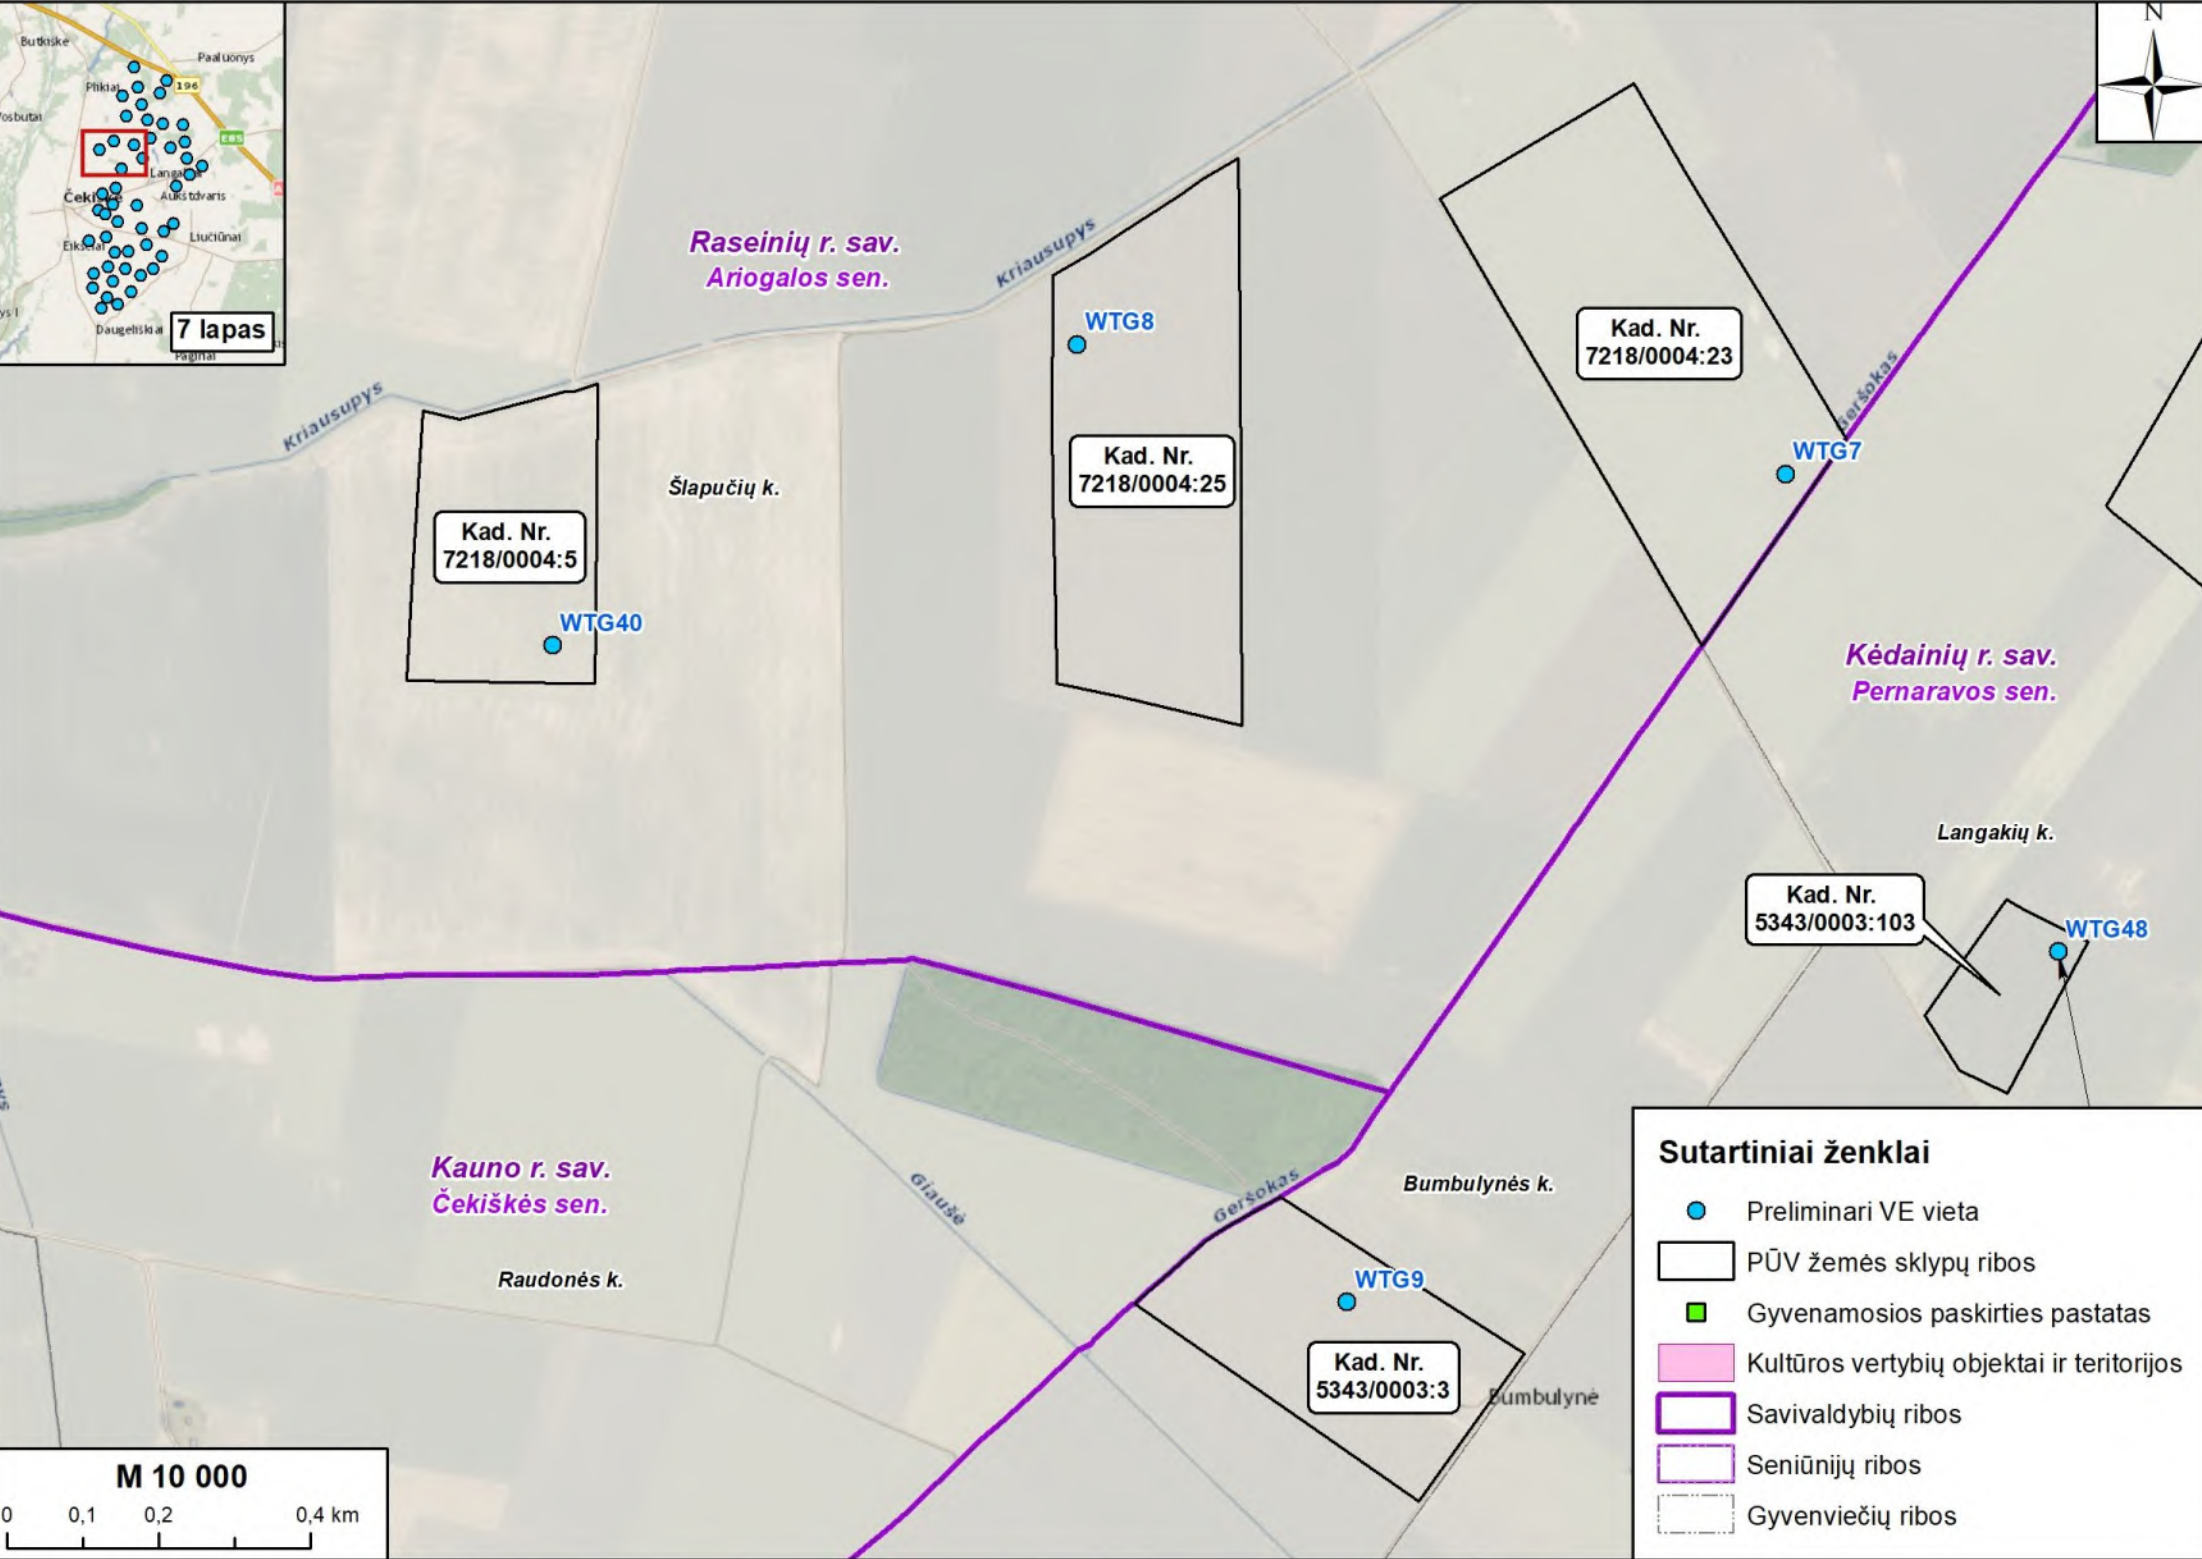 Butkiske
Paaluonys
Plikiai
196
E85
Čekiškė
Aukštdvaris
Liučiūnai
Daugeliškiai
Paginai
7 lapas
N
Raseinių r. sav.
Ariogalos sen.
Kriausupys
Kriausupys
WTG8
Kad. Nr.
7218/0004:23
Geršokas
WTG7
Kad. Nr.
7218/0004:25
Šlapučių k.
Kad. Nr.
7218/0004:5
WTG40
Kėdainių r. sav.
Pernaravos sen.
Langakių k.
Kad. Nr.
5343/0003:103
WTG48
Kauno r. sav.
Čekiškės sen.
Giaušė
Geršokas
Bumbulynės k.
Raudonės k.
WTG9
Kad. Nr.
5343/0003:3
Bumbulynė
M 10 000
0 0,1 0,2 0,4 km
Sutartiniai ženklai
Preliminari VE vieta
PŪV žemės sklypų ribos
Gyvenamosios paskirties pastatas
Kultūros vertybių objektai ir teritorijos
Savivaldybių ribos
Seniūnijų ribos
Gyvenviečių ribos